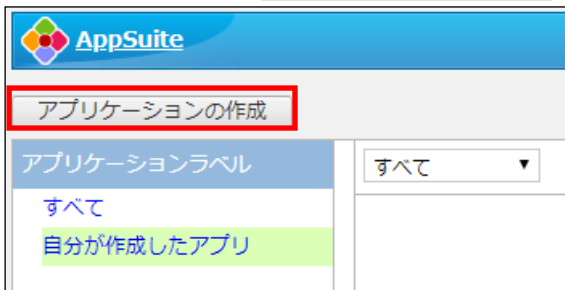 AppSuite
アプリケーションの作成
アプリケーションラベル
すべて
すべて
自分が作成したアプリ